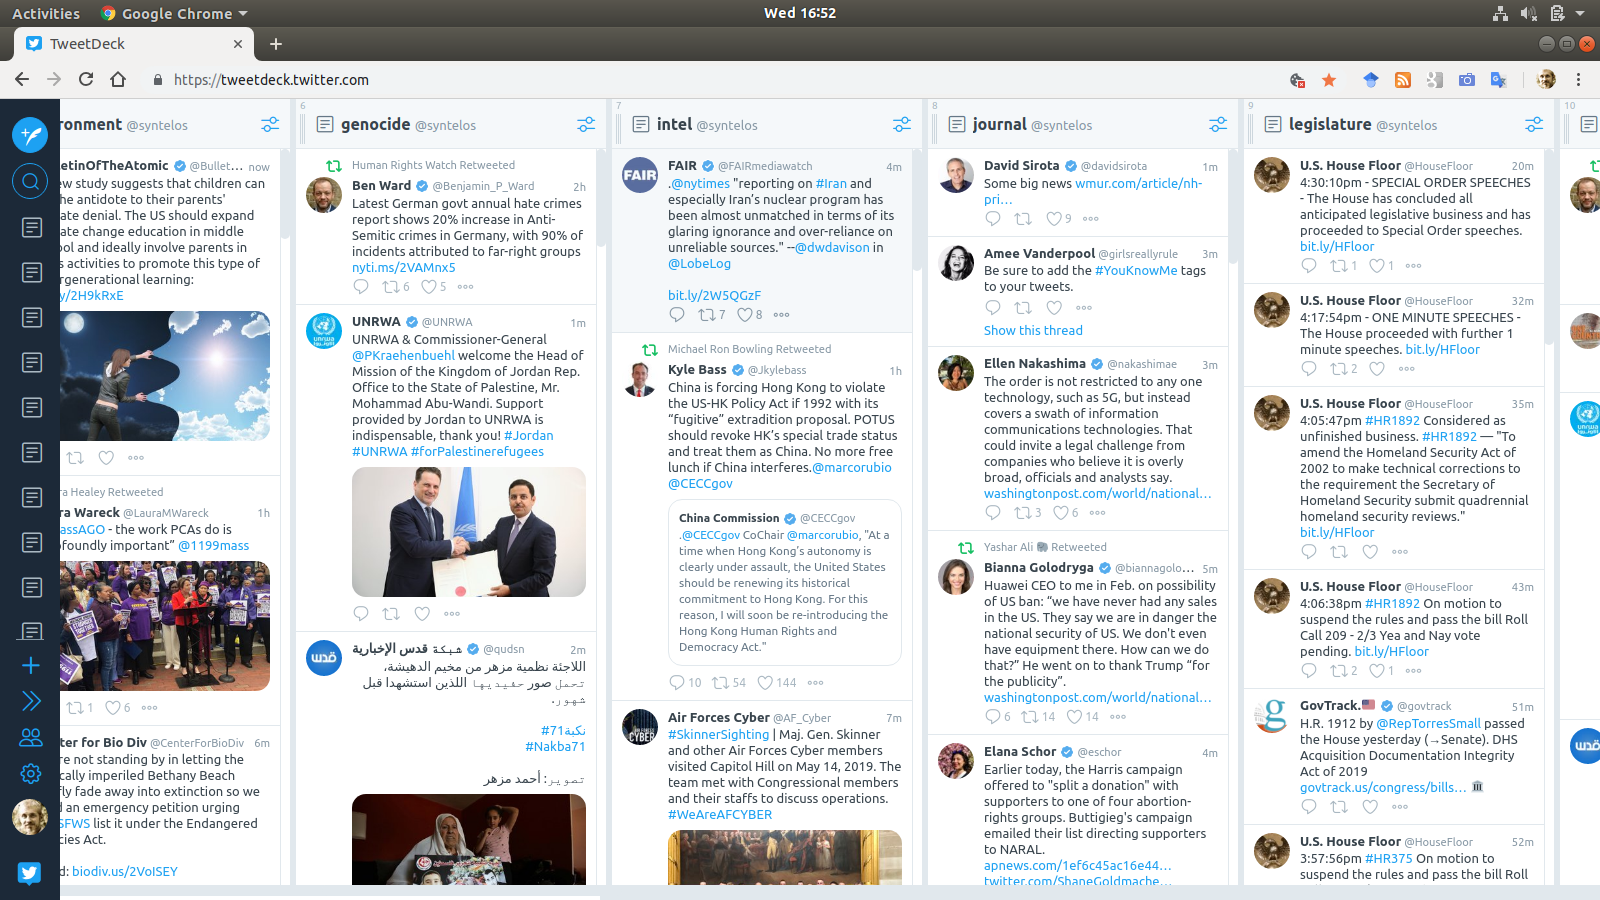 Activities
Google Chrome
Wed 16:52
TweetDeck
https://tweetdeck.twitter.com
ronment @syntelos
etinOfTheAtomic @Bullet… now
ew study suggests that children can
he antidote to their parents'
ate denial. The US should expand
ate change education in middle
ool and ideally involve parents in
s activities to promote this type of
rgenerational learning:
y/2H9kRxE
ra Healey Retweeted
ra Wareck @LauraMWareck 1h
assAGO - the work PCAs do is
ofoundly important” @1199mass
1 6
ter for Bio Div @CenterForBioDiv 6m
re not standing by in letting the
ically imperiled Bethany Beach
fly fade away into extinction so we
d an emergency petition urging
SFWS list it under the Endangered
cies Act.
d: biodiv.us/2VoISEY
6
genocide @syntelos
Human Rights Watch Retweeted
Ben Ward @Benjamin_P_Ward 2h
Latest German govt annual hate crimes
report shows 20% increase in Anti-
Semitic crimes in Germany, with 90% of
incidents attributed to far-right groups
nyti.ms/2VAMnx5
6 5
UNRWA @UNRWA 1m
UNRWA & Commissioner-General
@PKraehenbuehl welcome the Head of
Mission of the Kingdom of Jordan Rep.
Office to the State of Palestine, Mr.
Mohammad Abu-Wandi. Support
provided by Jordan to UNRWA is
indispensable, thank you! #Jordan
#UNRWA #forPalestinerefugees
شبكة قدس الإخبارية @qudsn 2m
اللاجئة نظمية مزهر من مخيم الدهيشة،
تحمل صور حفيديها اللذين استشهدا قبل
شهور.
#نكبة71
#Nakba71
تصوير: أحمد مزهر
7
intel @syntelos
FAIR @FAIRmediawatch 4m
.@nytimes "reporting on #Iran and
especially Iran’s nuclear program has
been almost unmatched in terms of its
glaring ignorance and over-reliance on
unreliable sources." --@dwdavison in
@LobeLog
bit.ly/2W5QGzF
7 8
Michael Ron Bowling Retweeted
Kyle Bass @Jkylebass 1h
China is forcing Hong Kong to violate
the US-HK Policy Act if 1992 with its
“fugitive” extradition proposal. POTUS
should revoke HK’s special trade status
and treat them as China. No more free
lunch if China interferes.@marcorubio
@CECCgov
China Commission @CECCgov
.@CECCgov CoChair @marcorubio, "At a
time when Hong Kong’s autonomy is
clearly under assault, the United States
should be renewing its historical
commitment to Hong Kong. For this
reason, I will soon be re-introducing the
Hong Kong Human Rights and
Democracy Act."
10 54 144
Air Forces Cyber @AF_Cyber 7m
#SkinnerSighting | Maj. Gen. Skinner
and other Air Forces Cyber members
visited Capitol Hill on May 14, 2019. The
team met with Congressional members
and their staffs to discuss operations.
#WeAreAFCYBER
8
journal @syntelos
David Sirota @davidsirota 1m
Some big news wmur.com/article/nh-
pri…
9
Amee Vanderpool @girlsreallyrule 3m
Be sure to add the #YouKnowMe tags
to your tweets.
Show this thread
Ellen Nakashima @nakashimae 3m
The order is not restricted to any one
technology, such as 5G, but instead
covers a swath of information
communications technologies. That
could invite a legal challenge from
companies who believe it is overly
broad, officials and analysts say.
washingtonpost.com/world/national…
3 6
Yashar Ali Retweeted
Bianna Golodryga @biannagolo… 5m
Huawei CEO to me in Feb. on possibility
of US ban: “we have never had any sales
in the US. They say we are in danger the
national security of US. We don't even
have equipment there. How can we do
that?” He went on to thank Trump “for
the publicity”.
washingtonpost.com/world/national…
6 14 14
Elana Schor @eschor 4m
Earlier today, the Harris campaign
offered to "split a donation" with
supporters to one of four abortion-
rights groups. Buttigieg's campaign
emailed their list directing supporters
to NARAL.
apnews.com/1ef6c45ac16e44…
twitter.com/ShaneGoldmache…
9
legislature @syntelos
U.S. House Floor @HouseFloor 20m
4:30:10pm - SPECIAL ORDER SPEECHES
- The House has concluded all
anticipated legislative business and has
proceeded to Special Order speeches.
bit.ly/HFloor
1 1
U.S. House Floor @HouseFloor 32m
4:17:54pm - ONE MINUTE SPEECHES -
The House proceeded with further 1
minute speeches. bit.ly/HFloor
2
U.S. House Floor @HouseFloor 35m
4:05:47pm #HR1892 Considered as
unfinished business. #HR1892 — "To
amend the Homeland Security Act of
2002 to make technical corrections to
the requirement the Secretary of
Homeland Security submit quadrennial
homeland security reviews."
bit.ly/HFloor
U.S. House Floor @HouseFloor 43m
4:06:38pm #HR1892 On motion to
suspend the rules and pass the bill Roll
Call 209 - 2/3 Yea and Nay vote
pending. bit.ly/HFloor
2 1
GovTrack. @govtrack 51m
H.R. 1912 by @RepTorresSmall passed
the House yesterday (→Senate). DHS
Acquisition Documentation Integrity
Act of 2019
govtrack.us/congress/bills…
U.S. House Floor @HouseFloor 52m
3:57:56pm #HR375 On motion to
suspend the rules and pass the bill Roll
10